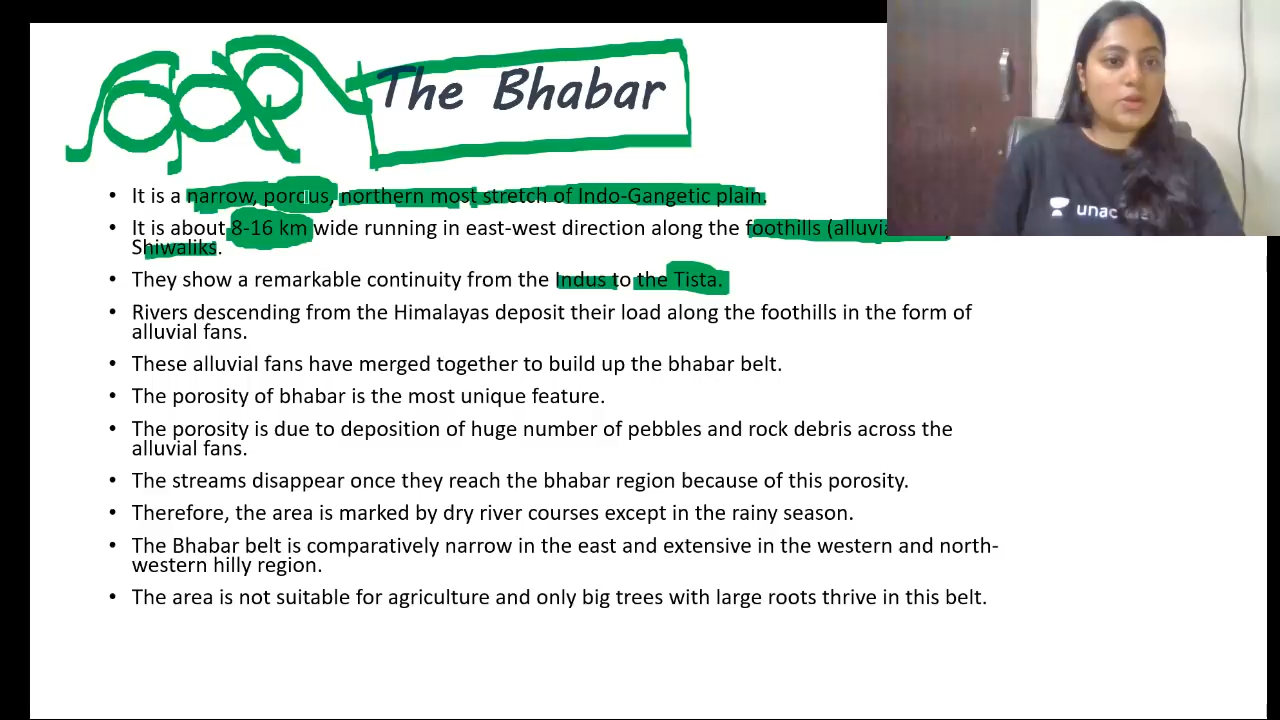 The Bhabar
• It is a narrow, porous, northern most stretch of Indo-Gangetic plain.
• It is about 8-16 km wide running in east-west direction along the foothills (alluvia
Shiwaliks.
• They show a remarkable continuity from the Indus to the Tista.
• Rivers descending from the Himalayas deposit their load along the foothills in the form of
alluvial fans.
• These alluvial fans have merged together to build up the bhabar belt.
• The porosity of bhabar is the most unique feature.
• The porosity is due to deposition of huge number of pebbles and rock debris across the
alluvial fans.
• The streams disappear once they reach the bhabar region because of this porosity.
• Therefore, the area is marked by dry river courses except in the rainy season.
• The Bhabar belt is comparatively narrow in the east and extensive in the western and north-
western hilly region.
• The area is not suitable for agriculture and only big trees with large roots thrive in this belt.
unac